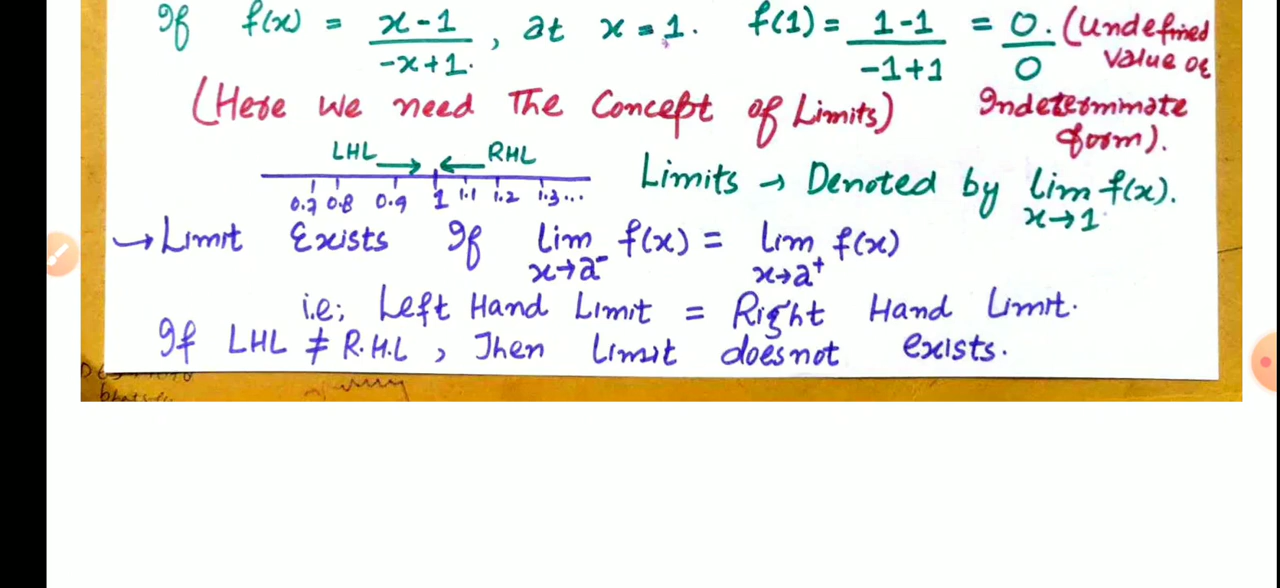 If f(x) = x-1 / -x+1. , at x = 1. f(1) = 1-1 / -1+1 = 0. / 0 (Undefined value or Indeterminate form).
(Here we need The Concept of Limits)
LHL → ← RHL
0.7 0.8 0.9 1 1.1 1.2 1.3...
Limits → Denoted by lim x→1 f(x).
→ Limit Exists If lim x→a⁻ f(x) = lim x→a⁺ f(x)
i.e; Left Hand Limit = Right Hand Limit.
If LHL ≠ R.H.L , Then Limit does not exists.